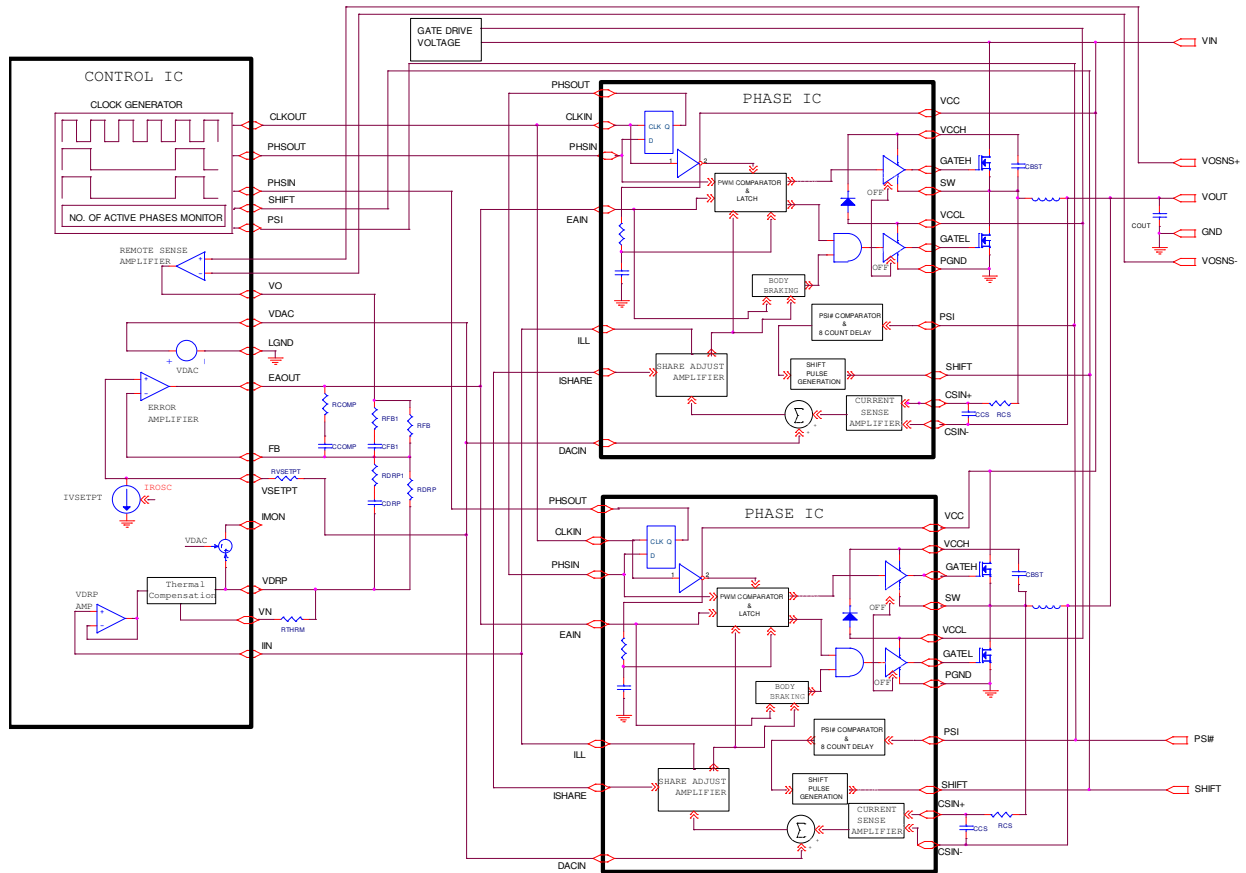 GATE DRIVE
VOLTAGE
VIN
CONTROL IC
CLOCK GENERATOR
NO. OF ACTIVE PHASES MONITOR
CLKOUT
PHSOUT
PHSIN
SHIFT
PSI
REMOTE SENSE
AMPLIFIER
+
−
VO
VDAC
LGND
+
VDAC
EAOUT
+
−
ERROR
AMPLIFIER
RCOMP
CCOMP
RFB1
CFB1
RFB
FB
RDRP1
CDRP
RDRP
RVSETPT
VSETPT
IVSETPT
IROSC
IMON
VDAC
Thermal
Compensation
VDRP
VDRP
AMP
+
−
VN
RTHRM
IIN
PHSOUT
PHASE IC
CLKIN
CLK Q
D
PHSIN
1
2
PWM COMPARATOR
&
LATCH
EAIN
BODY
BRAKING
OFF
OFF
VCC
VCCH
GATEH
CBST
SW
VCCL
GATEL
PGND
VOSNS+
VOUT
COUT
GND
VOSNS-
PSI# COMPARATOR
&
8 COUNT DELAY
PSI
ILL
SHARE ADJUST
AMPLIFIER
SHIFT
PULSE
GENERATION
SHIFT
ISHARE
Σ
+
+
CURRENT
SENSE
AMPLIFIER
CSIN+
CCS
RCS
CSIN-
DACIN
PHSOUT
PHASE IC
CLKIN
CLK Q
D
PHSIN
1
2
PWM COMPARATOR
&
LATCH
EAIN
BODY
BRAKING
OFF
OFF
VCC
VCCH
GATEH
CBST
SW
VCCL
GATEL
PGND
PSI# COMPARATOR
&
8 COUNT DELAY
PSI
PSI#
ILL
SHARE ADJUST
AMPLIFIER
SHIFT
PULSE
GENERATION
SHIFT
SHIFT
ISHARE
Σ
+
+
CURRENT
SENSE
AMPLIFIER
CSIN+
CCS
RCS
CSIN-
DACIN